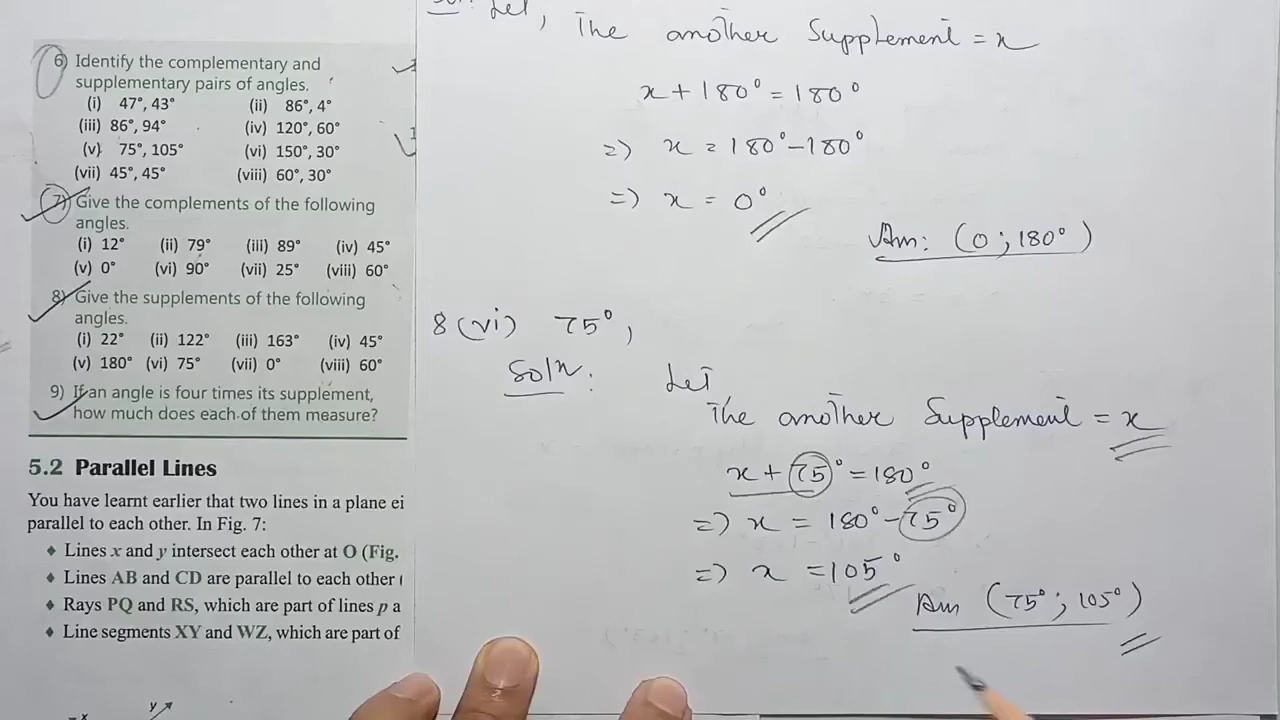 6) Identify the complementary and
supplementary pairs of angles.
(i) 47°, 43° (ii) 86°, 4°
(iii) 86°, 94° (iv) 120°, 60°
(v) 75°, 105° (vi) 150°, 30°
(vii) 45°, 45° (viii) 60°, 30°
7) Give the complements of the following
angles.
(i) 12° (ii) 79° (iii) 89° (iv) 45°
(v) 0° (vi) 90° (vii) 25° (viii) 60°
8) Give the supplements of the following
angles.
(i) 22° (ii) 122° (iii) 163° (iv) 45°
(v) 180° (vi) 75° (vii) 0° (viii) 60°
9) If an angle is four times its supplement,
how much does each of them measure?
5.2 Parallel Lines
You have learnt earlier that two lines in a plane ei
parallel to each other. In Fig. 7:
♦ Lines x and y intersect each other at O (Fig.
♦ Lines AB and CD are parallel to each other (
♦ Rays PQ and RS, which are part of lines p a
♦ Line segments XY and WZ, which are part of
x y
Let, The another Supplement = x
x + 180° = 180°
=) x = 180° - 180°
=) x = 0°
Ans: (0; 180°)
8 (vi) 75°,
Soln: Let
The another Supplement = x
x + 75° = 180°
=) x = 180° - 75°
=) x = 105°
Ans (75°; 105°)